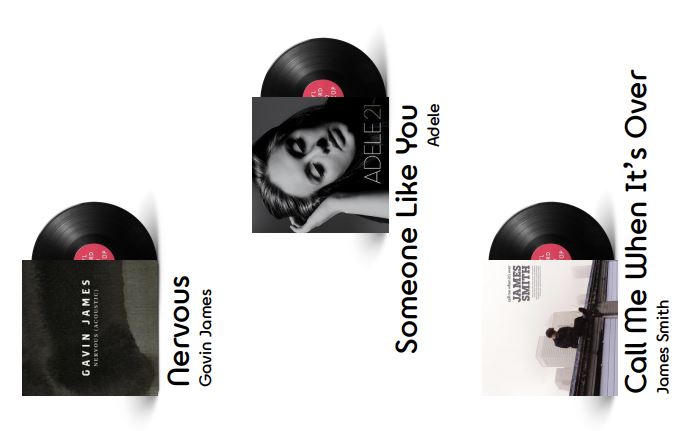 GAVIN JAMES
NERVOUS (ACOUSTIC)
Nervous
Gavin James
ADELE 21
Someone Like You
Adele
call me when it's over
JAMES
SMITH
Call Me When It's Over
James Smith